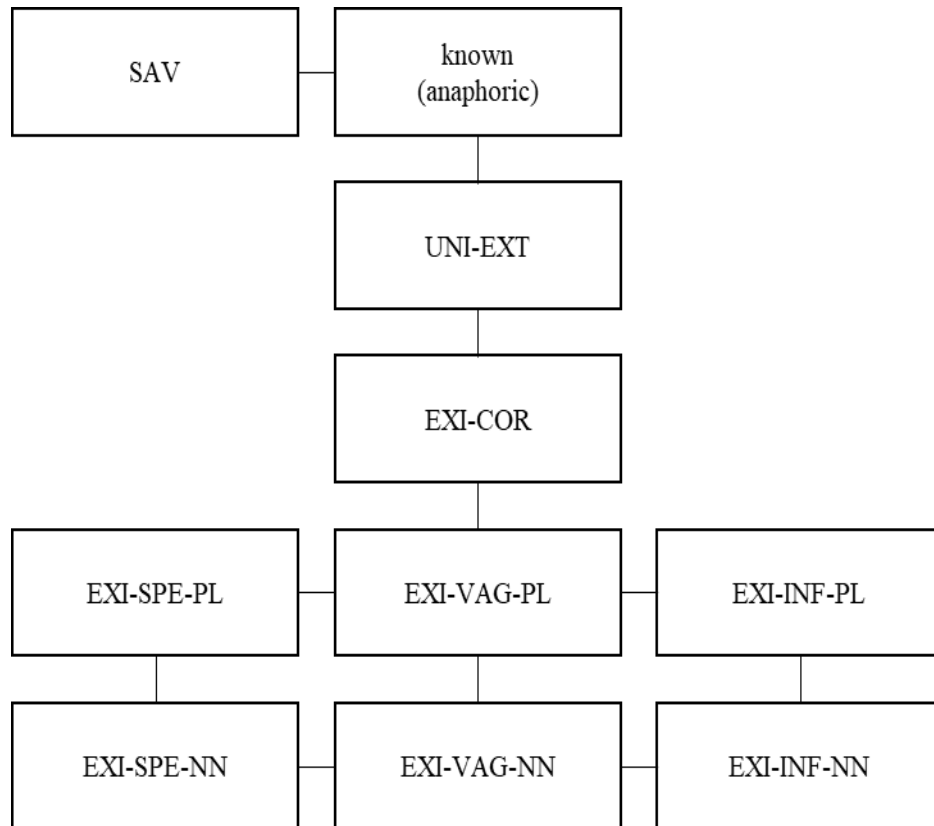 SAV
known
(anaphoric)
UNI-EXT
EXI-COR
EXI-SPE-PL
EXI-VAG-PL
EXI-INF-PL
EXI-SPE-NN
EXI-VAG-NN
EXI-INF-NN